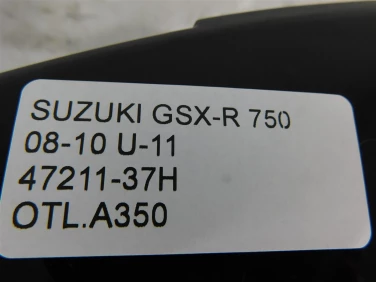 SUZUKI GSX-R 750
08-10 U-11
47211-37H
OTL.A350